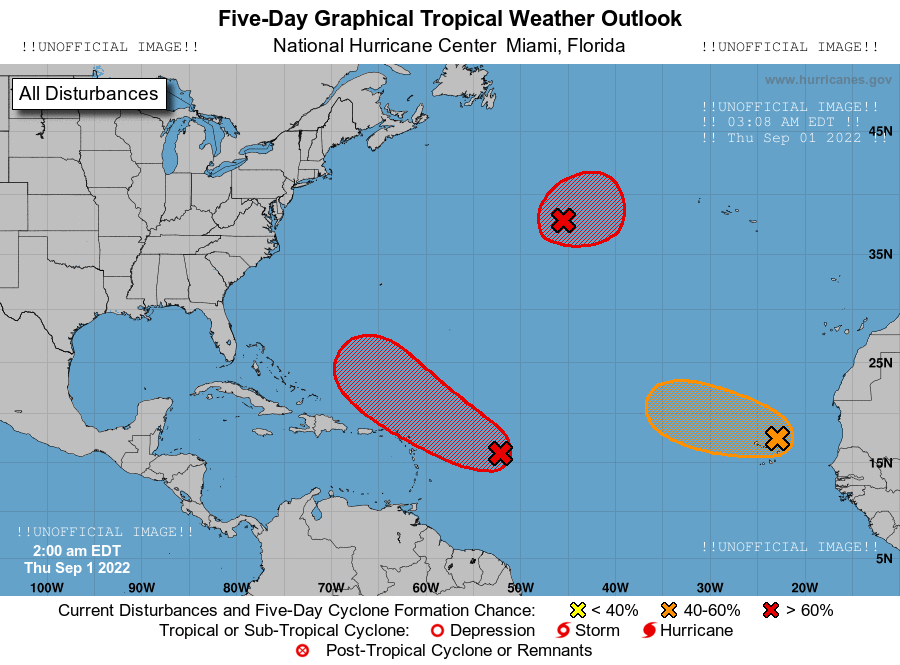 Five-Day Graphical Tropical Weather Outlook
!!UNOFFICIAL IMAGE!! National Hurricane Center Miami, Florida !!UNOFFICIAL IMAGE!!
www.hurricanes.gov
All Disturbances
!!UNOFFICIAL IMAGE!!
!! 03:08 AM EDT !!
!! Thu Sep 01 2022 !!
45N
35N
25N
15N
!!UNOFFICIAL IMAGE!!
2:00 am EDT
Thu Sep 1 2022
!!UNOFFICIAL IMAGE!!
5N
100W 90W 80W 70W 60W 50W 40W 30W 20W
Current Disturbances and Five-Day Cyclone Formation Chance: < 40% 40-60% > 60%
Tropical or Sub-Tropical Cyclone: Depression Storm Hurricane
Post-Tropical Cyclone or Remnants